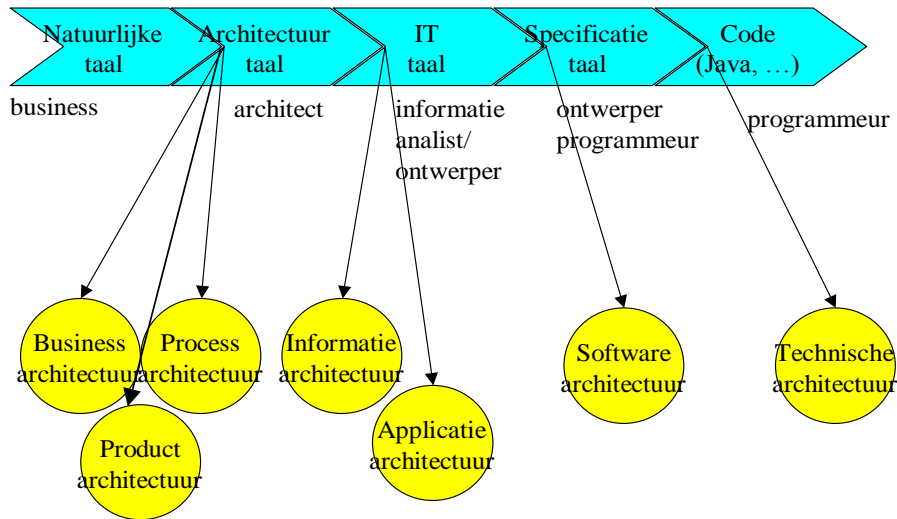 Natuurlijke
taal
Architectuur
taal
IT
taal
Specificatie
taal
Code
(Java, …)
business
architect
informatie
analist/
ontwerper
ontwerper
programmeur
programmeur
Business
architectuur
Process
architectuur
Product
architectuur
Informatie
architectuur
Applicatie
architectuur
Software
architectuur
Technische
architectuur